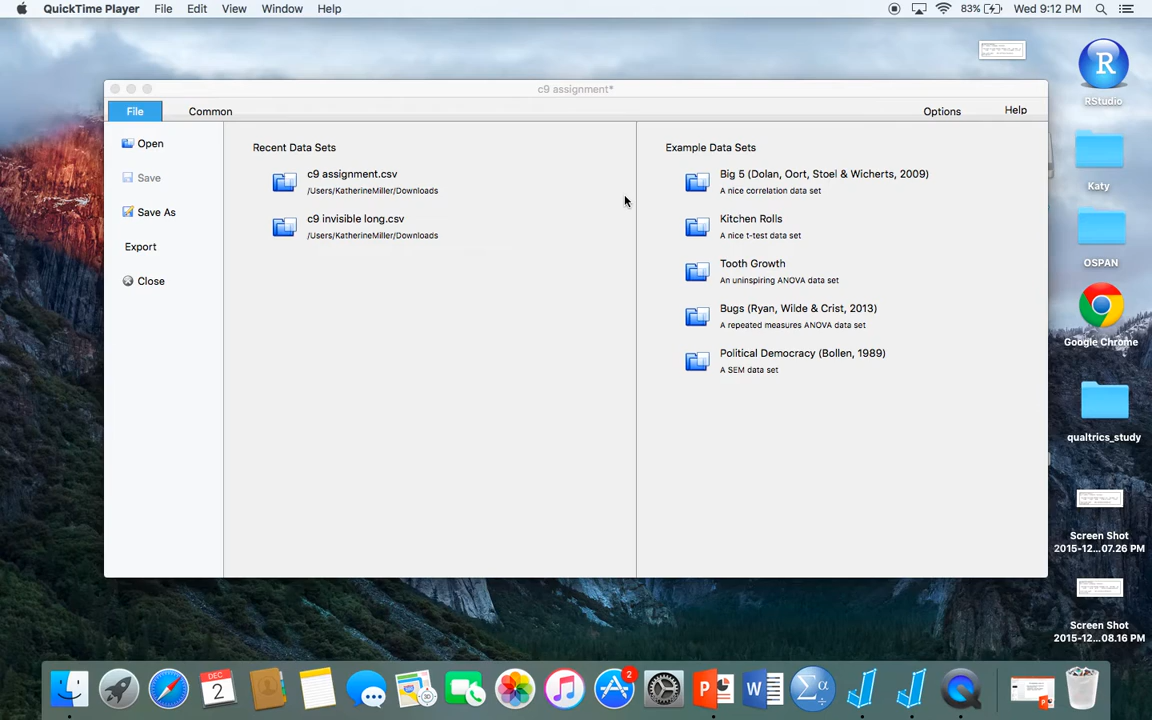 QuickTime Player File Edit View Window Help 83% Wed 9:12 PM
c9 assignment*
File Common Options Help
Open
Save
Save As
Export
Close
Recent Data Sets
c9 assignment.csv
/Users/KatherineMiller/Downloads
c9 invisible long.csv
/Users/KatherineMiller/Downloads
Example Data Sets
Big 5 (Dolan, Oort, Stoel & Wicherts, 2009)
A nice correlation data set
Kitchen Rolls
A nice t-test data set
Tooth Growth
An uninspiring ANOVA data set
Bugs (Ryan, Wilde & Crist, 2013)
A repeated measures ANOVA data set
Political Democracy (Bollen, 1989)
A SEM data set
R
RStudio
Katy
OSPAN
Google Chrome
qualtrics_study
Screen Shot
2015-12...07.26 PM
Screen Shot
2015-12...08.16 PM
DEC
2
3D
2
P
W
Σα